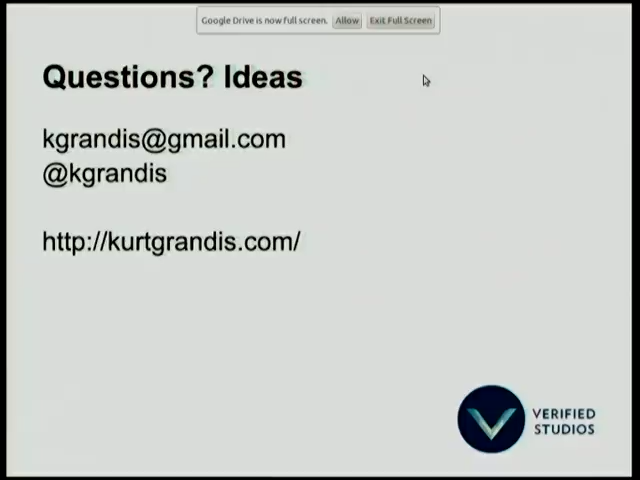 Google Drive is now full screen. Allow Exit Full Screen
Questions? Ideas
kgrandis@gmail.com
@kgrandis
http://kurtgrandis.com/
VERIFIED
STUDIOS